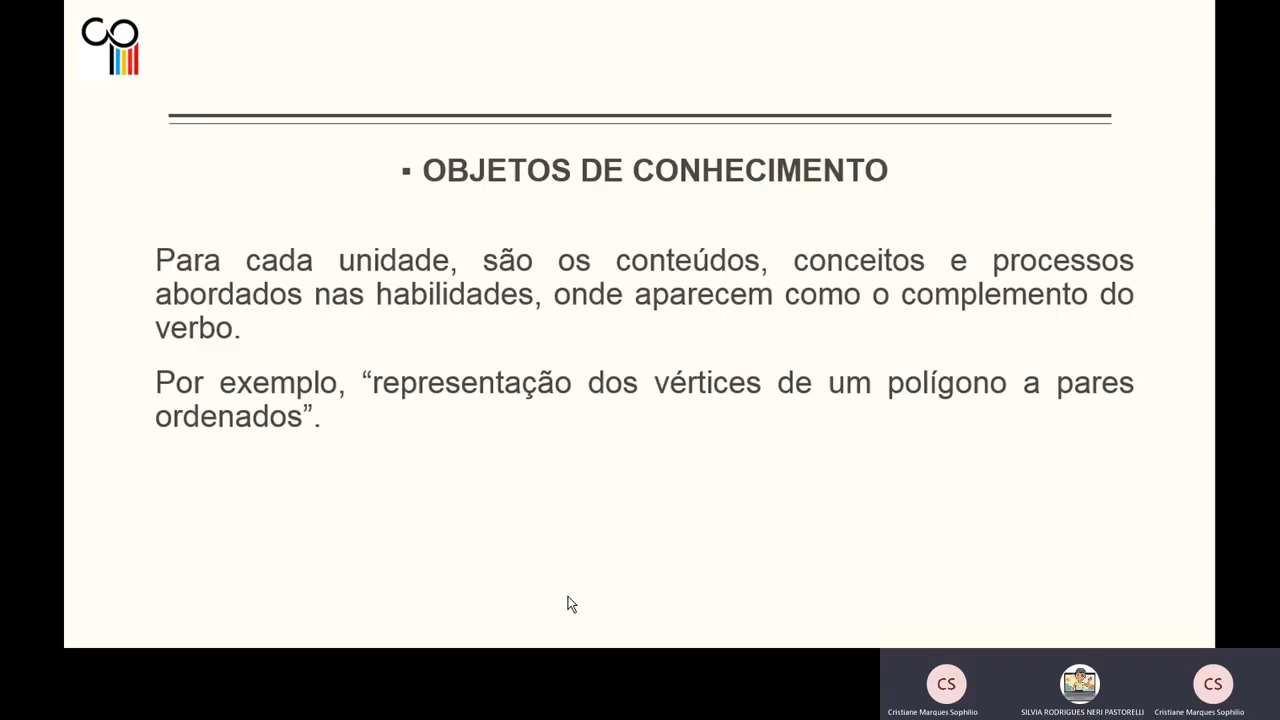 ▪ OBJETOS DE CONHECIMENTO
Para cada unidade, são os conteúdos, conceitos e processos
abordados nas habilidades, onde aparecem como o complemento do
verbo.
Por exemplo, “representação dos vértices de um polígono a pares
ordenados”.
CS
CS
Cristiane Marques Sophilio
SILVIA RODRIGUES NERI PASTORELLI
Cristiane Marques Sophilio